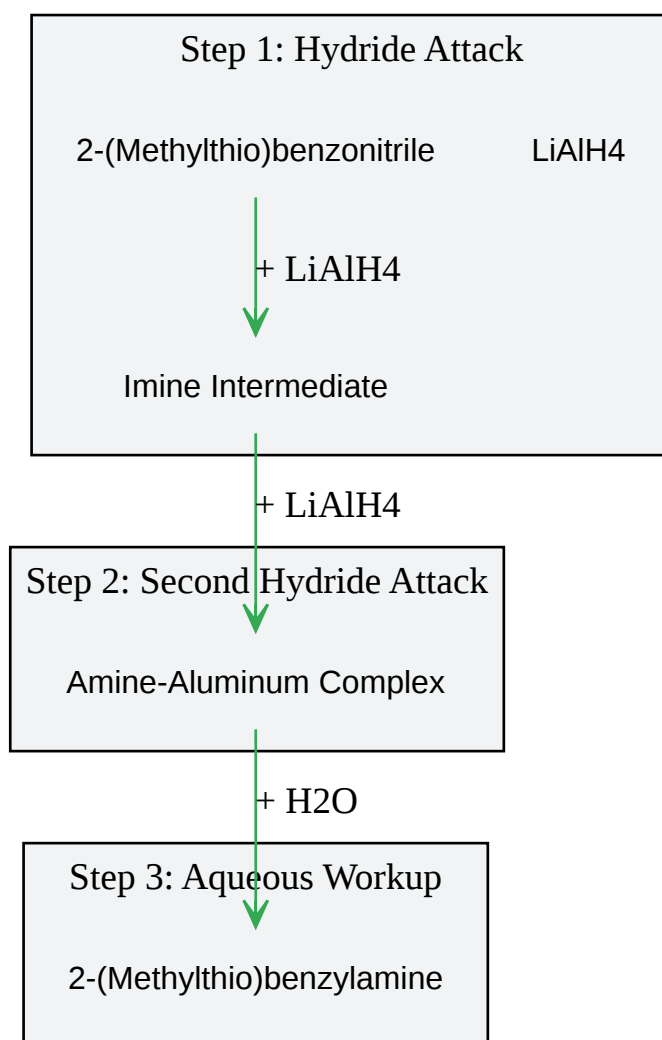 Step 1: Hydride Attack
2-(Methylthio)benzonitrile
LiAlH4
+ LiAlH4
Imine Intermediate
+ LiAlH4
Step 2: Second Hydride Attack
Amine-Aluminum Complex
+ H2O
Step 3: Aqueous Workup
2-(Methylthio)benzylamine